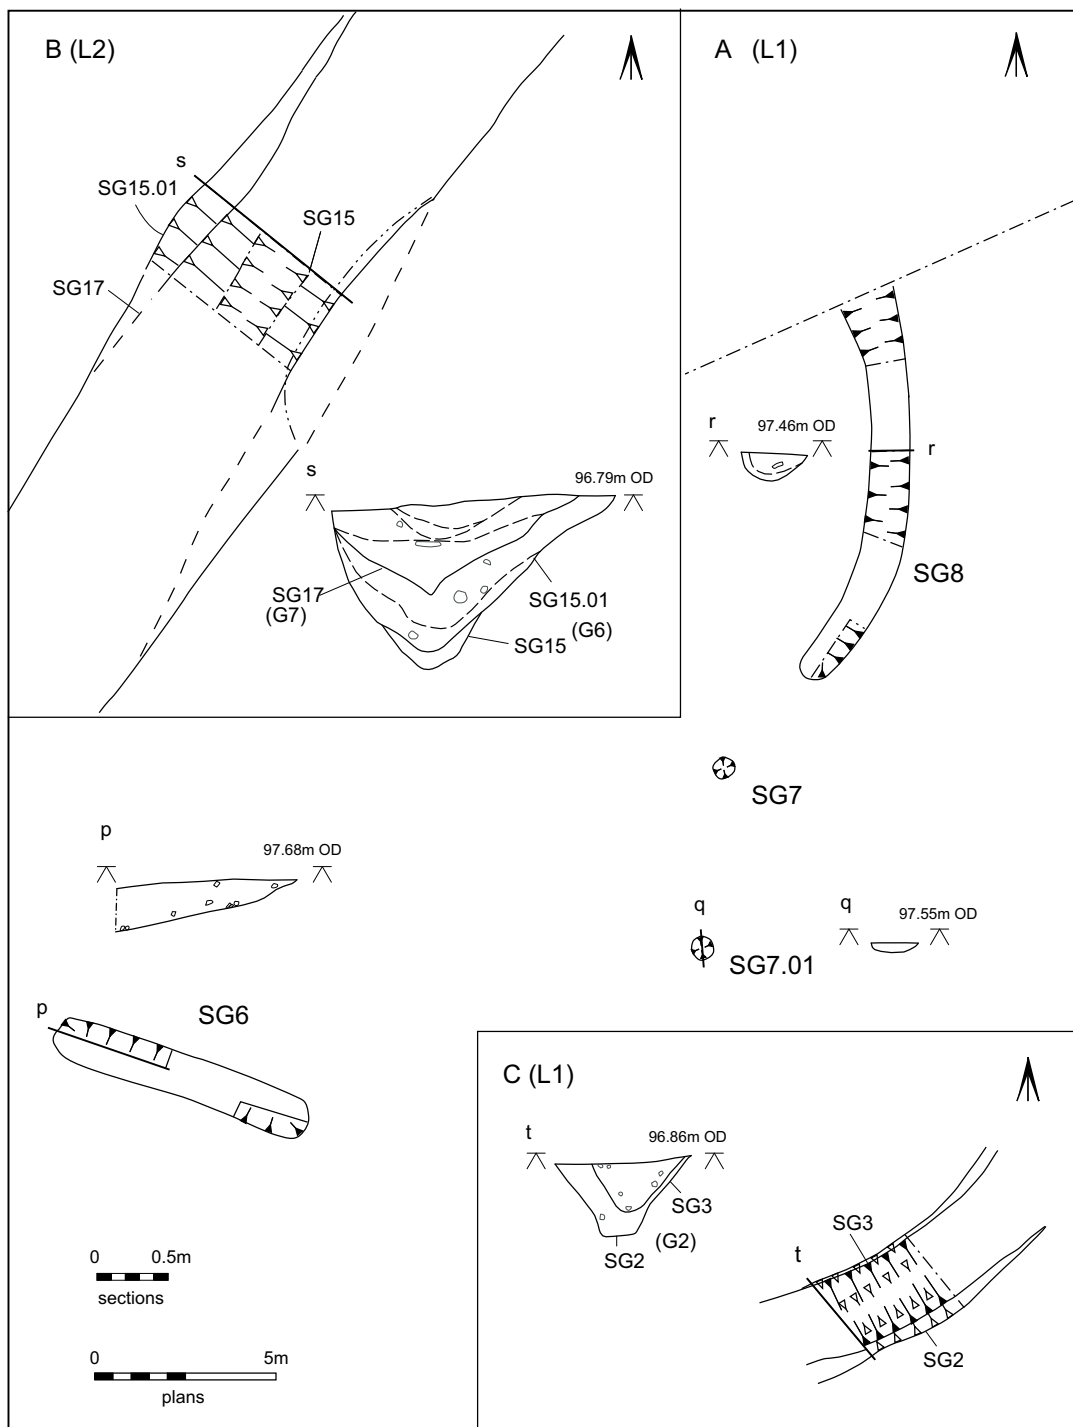 B (L2)
A (L1)
s
SG15.01
SG15
SG17
r
97.46m OD
r
s
96.79m OD
SG8
SG17
(G7)
SG15.01
(G6)
SG15
SG7
p
97.68m OD
q
q
97.55m OD
SG7.01
p
SG6
C (L1)
t
96.86m OD
SG3
(G2)
SG2
SG3
t
SG2
0 0.5m
sections
0 5m
plans